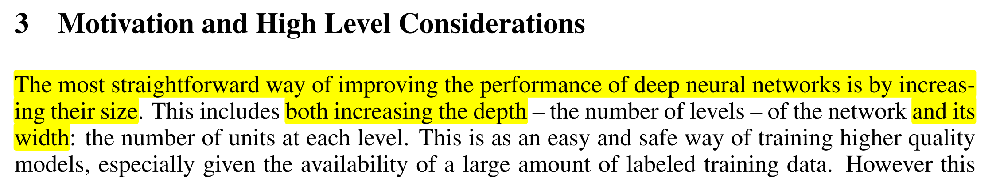 3 Motivation and High Level Considerations
The most straightforward way of improving the performance of deep neural networks is by increas-
ing their size. This includes both increasing the depth – the number of levels – of the network and its
width: the number of units at each level. This is as an easy and safe way of training higher quality
models, especially given the availability of a large amount of labeled training data. However this